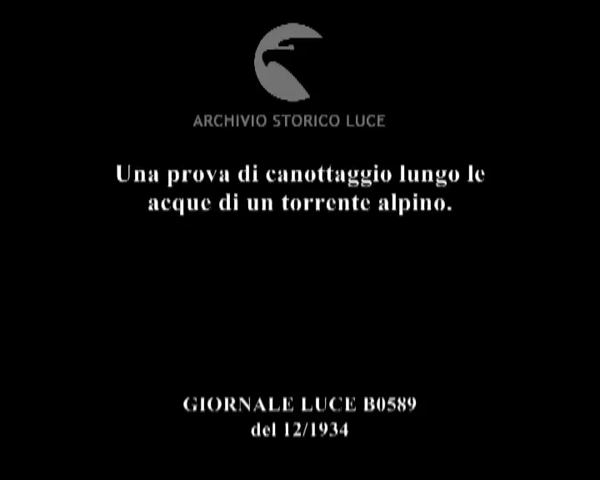 ARCHIVIO STORICO LUCE
Una prova di canottaggio lungo le
acque di un torrente alpino.
GIORNALE LUCE B0589
del 12/1934